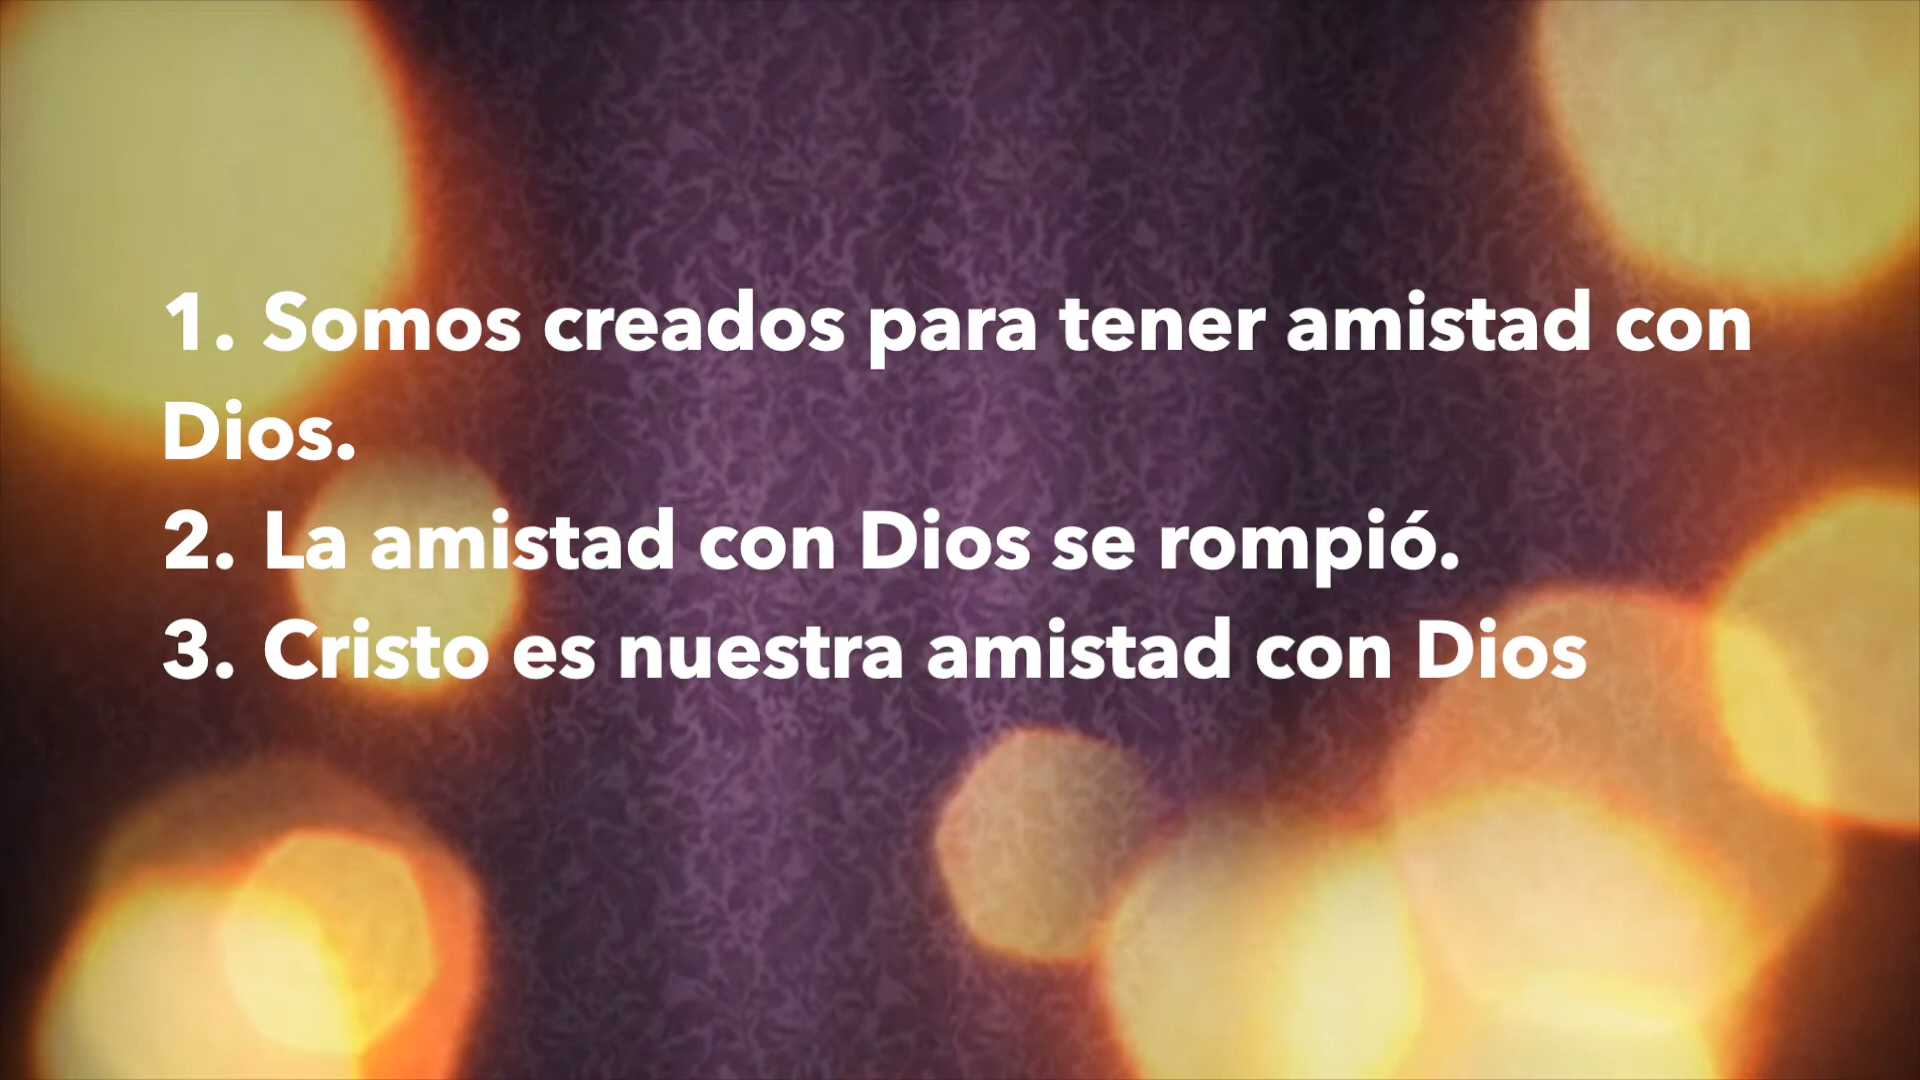 1. Somos creados para tener amistad con
Dios.
2. La amistad con Dios se rompió.
3. Cristo es nuestra amistad con Dios